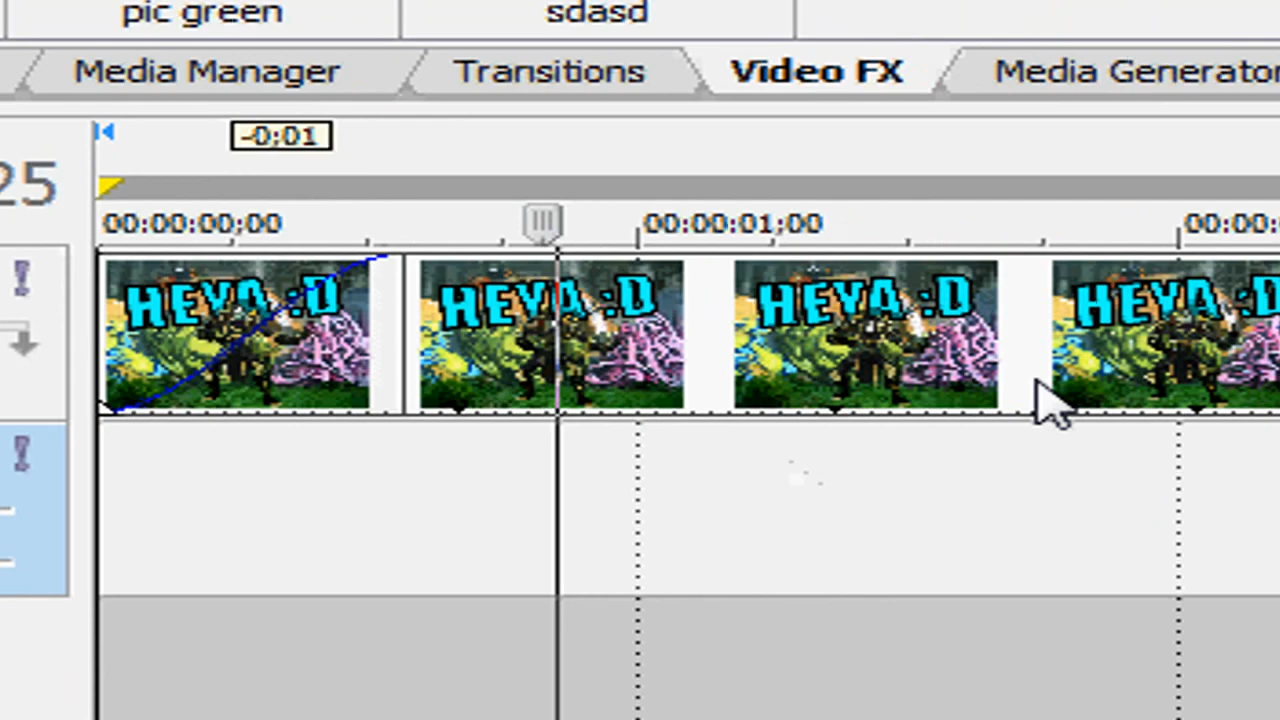 pic green sdasd
Media Manager Transitions Video FX Media Generator
-0;01
25
00:00:00;00 00:00:01;00 00:00:
HEYA :D HEYA :D HEYA :D HEYA :D